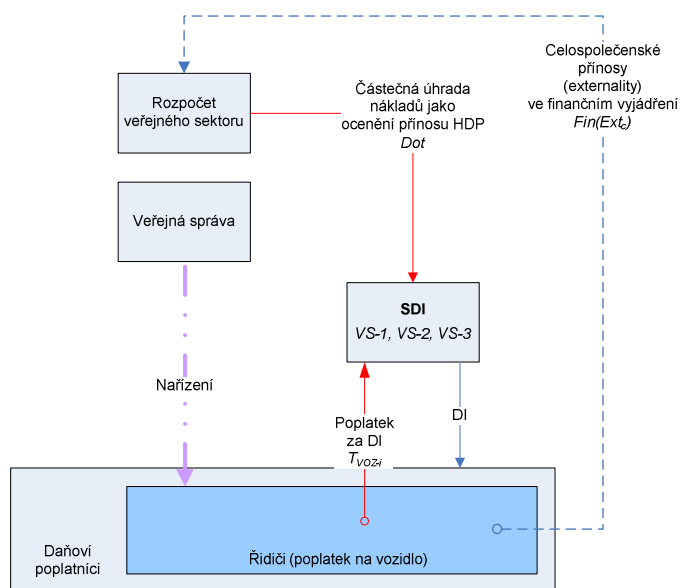 Celospolečenské
přínosy
(externality)
ve finančním vyjádření
Fin(Ext_c)
Rozpočet
veřejného sektoru
Částečná úhrada
nákladů jako
ocenění přínosu HDP
Dot
Veřejná správa
SDI
VS-1, VS-2, VS-3
Nařízení
Poplatek
za DI
T_VOZ-i
DI
Daňoví
poplatníci
Řidiči (poplatek na vozidlo)